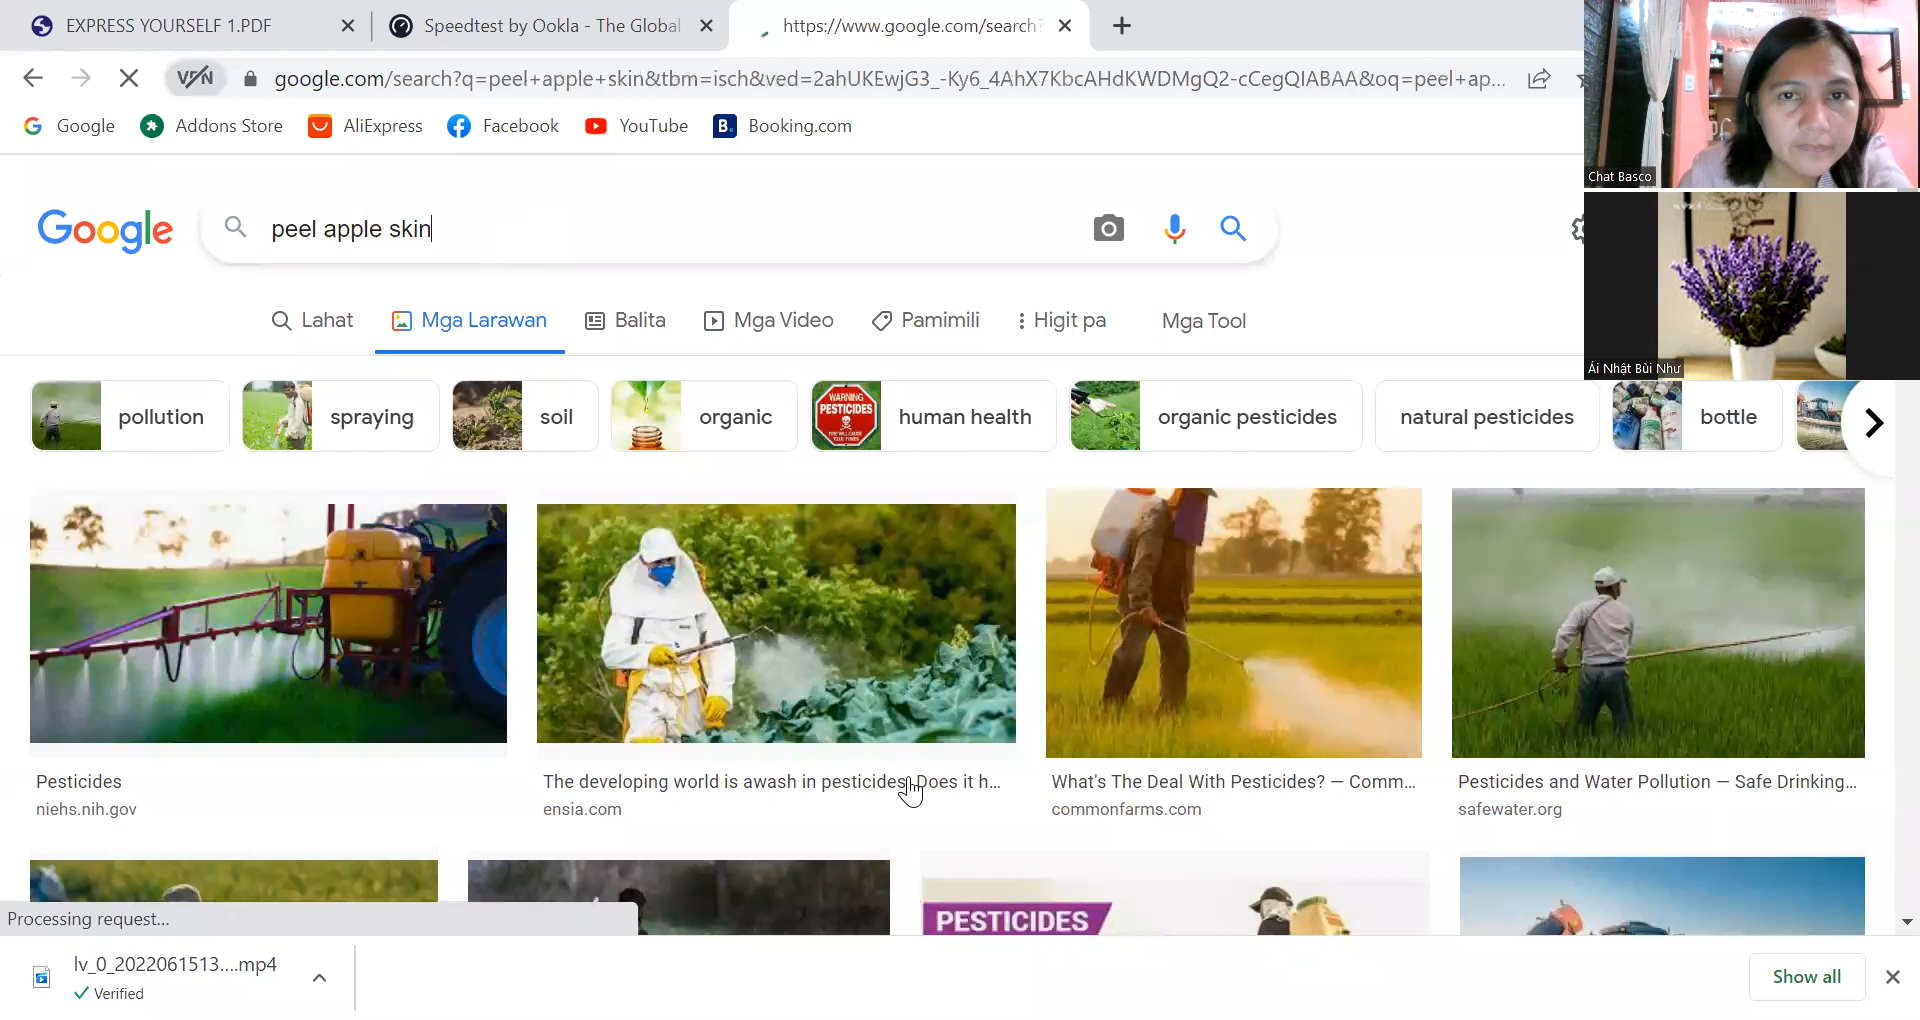 EXPRESS YOURSELF 1.PDF
Speedtest by Ookla - The Global
https://www.google.com/search?
VPN
google.com/search?q=peel+apple+skin&tbm=isch&ved=2ahUKEwjG3_-Ky6_4AhX7KbcAHdKWDMgQ2-cCegQIABAA&oq=peel+ap...
Google
Addons Store
AliExpress
Facebook
YouTube
B.
Booking.com
Chat Basco
Google
peel apple skin
Lahat
Mga Larawan
Balita
Mga Video
Pamimili
Higit pa
Mga Tool
Ái Nhật Bùi Như
pollution
spraying
soil
organic
WARNING
PESTICIDES
human health
organic pesticides
natural pesticides
bottle
Pesticides
niehs.nih.gov
The developing world is awash in pesticides. Does it h...
ensia.com
What's The Deal With Pesticides? — Comm...
commonfarms.com
Pesticides and Water Pollution — Safe Drinking...
safewater.org
PESTICIDES
Processing request...
lv_0_2022061513....mp4
Verified
Show all